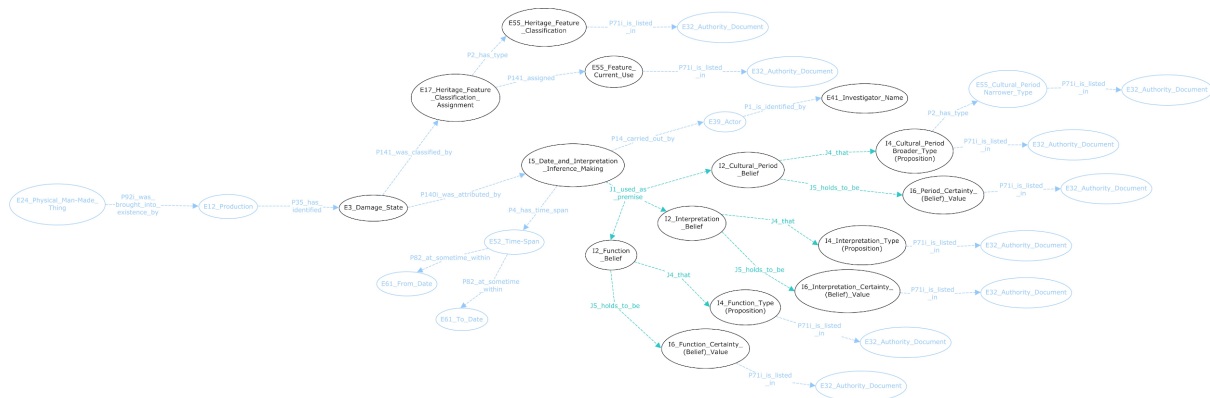 E55_Heritage_Feature
_Classification
P71i_is_listed
_in
E32_Authority_Document
P2_has_type
E17_Heritage_Feature
_Classification_
Assignment
P141_assigned
E55_Feature_
Current_Use
P71i_is_listed
_in
E32_Authority_Document
P141i_was_classified_by
E41_Investigator_Name
P1_is_identified_by
E39_Actor
P14_carried_out_by
E55_Cultural_Period
Narrower_Type
P71i_is_listed
_in
E32_Authority_Document
P2_has_type
I4_Cultural_Period
Broader_Type
(Proposition)
P71i_is_listed
_in
E32_Authority_Document
I5_Date_and_Interpretation
_Inference_Making
J4_that
I2_Cultural_Period
_Belief
J5_holds_to_be
I6_Period_Certainty_
(Belief)_Value
P71i_is_listed
_in
E32_Authority_Document
E24_Physical_Man-Made_
Thing
P92i_was_
brought_into_
existence_by
E12_Production
P35_has_
identified
E3_Damage_State
P140i_was_attributed_by
J1_used_as
_premise
P4_has_time_span
I2_Interpretation
_Belief
J4_that
I4_Interpretation_Type
(Proposition)
P71i_is_listed
_in
E32_Authority_Document
E52_Time-Span
P82_at_sometime_within
E61_From_Date
P82_at_sometime
within
E61_To_Date
I2_Function
_Belief
J4_that
J5_holds_to_be
I6_Interpretation_Certainty_
(Belief)_Value
P71i_is_listed
_in
E32_Authority_Document
J5_holds_to_be
I4_Function_Type
(Proposition)
P71i_is_listed
_in
E32_Authority_Document
I6_Function_Certainty_
(Belief)_Value
P71i_is_listed
_in
E32_Authority_Document